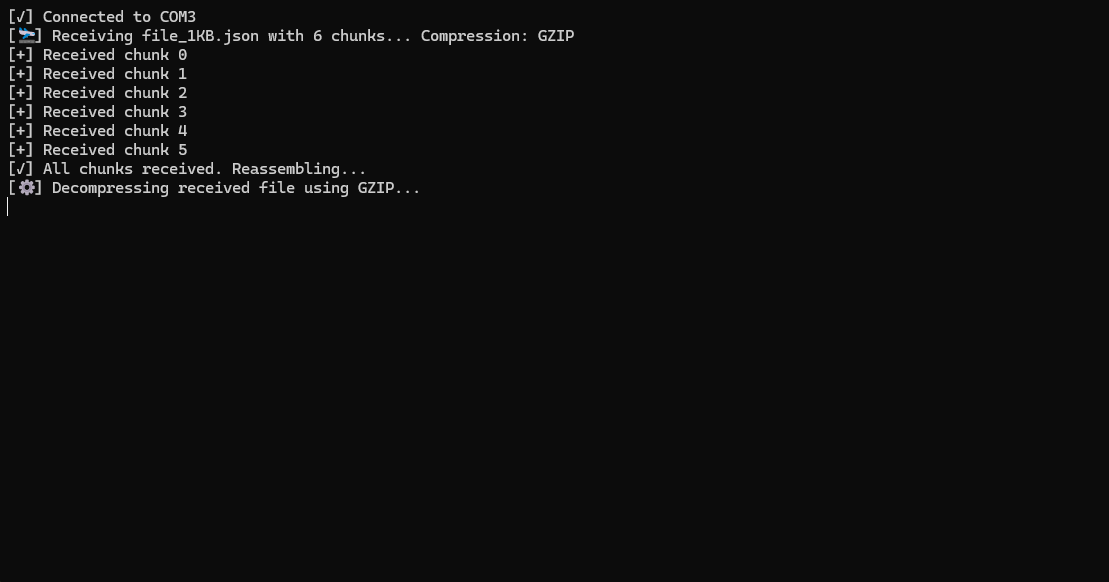 [√] Connected to COM3
[🛬] Receiving file_1KB.json with 6 chunks... Compression: GZIP
[+] Received chunk 0
[+] Received chunk 1
[+] Received chunk 2
[+] Received chunk 3
[+] Received chunk 4
[+] Received chunk 5
[√] All chunks received. Reassembling...
[⚙️] Decompressing received file using GZIP...